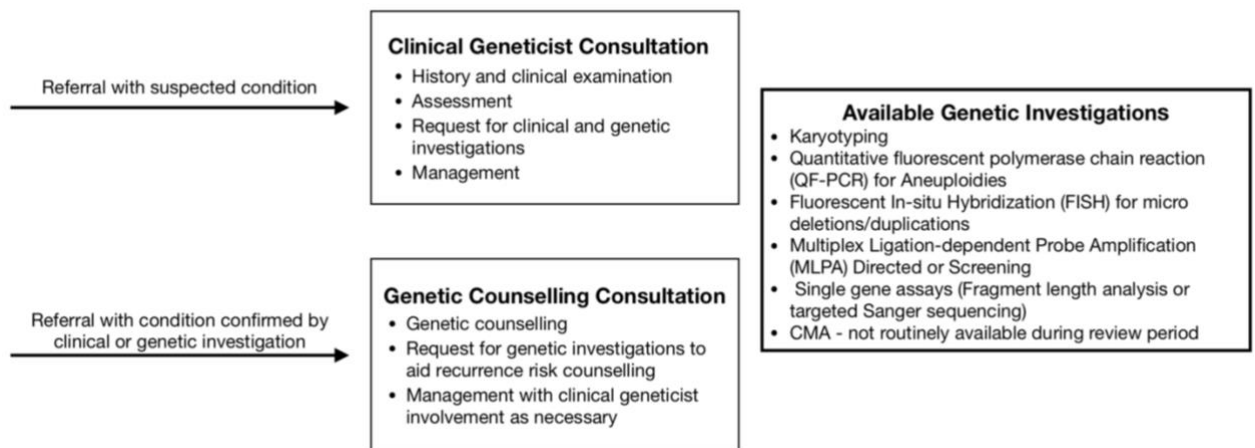 Referral with suspected condition
Clinical Geneticist Consultation
• History and clinical examination
• Assessment
• Request for clinical and genetic
investigations
• Management
Referral with condition confirmed by
clinical or genetic investigation
Genetic Counselling Consultation
• Genetic counselling
• Request for genetic investigations to
aid recurrence risk counselling
• Management with clinical geneticist
involvement as necessary
Available Genetic Investigations
• Karyotyping
• Quantitative fluorescent polymerase chain reaction
(QF-PCR) for Aneuploidies
• Fluorescent In-situ Hybridization (FISH) for micro
deletions/duplications
• Multiplex Ligation-dependent Probe Amplification
(MLPA) Directed or Screening
• Single gene assays (Fragment length analysis or
targeted Sanger sequencing)
• CMA - not routinely available during review period